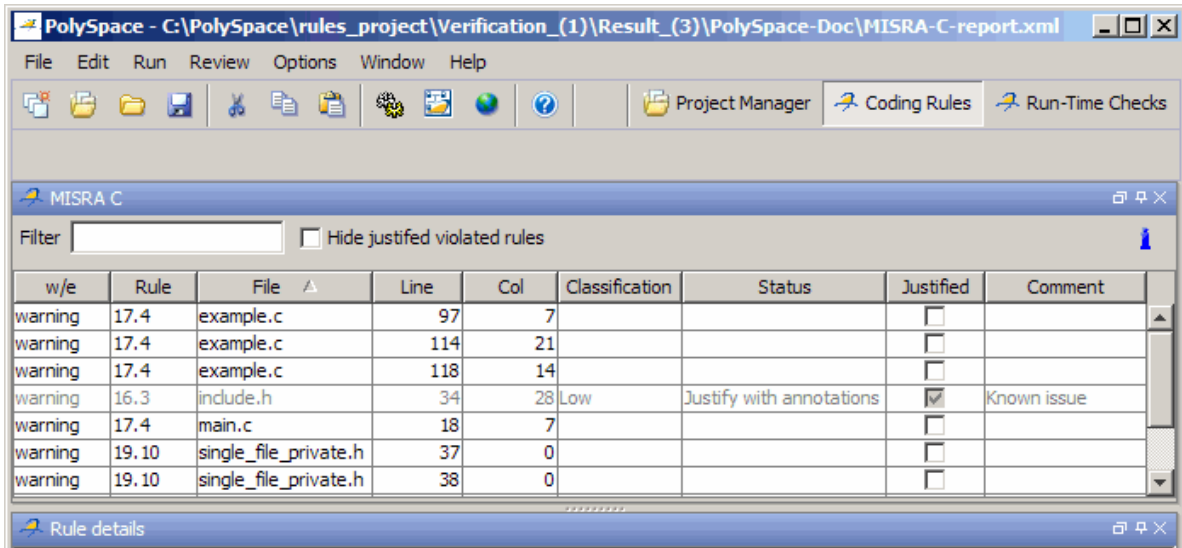 PolySpace - C:\PolySpace\rules_project\Verification_(1)\Result_(3)\PolySpace-Doc\MISRA-C-report.xml
File Edit Run Review Options Window Help
Project Manager Coding Rules Run-Time Checks
MISRA C
Filter Hide justifed violated rules
w/e Rule File Line Col Classification Status Justified Comment
warning 17.4 example.c 97 7
warning 17.4 example.c 114 21
warning 17.4 example.c 118 14
warning 16.3 include.h 34 28 Low Justify with annotations Known issue
warning 17.4 main.c 18 7
warning 19.10 single_file_private.h 37 0
warning 19.10 single_file_private.h 38 0
Rule details